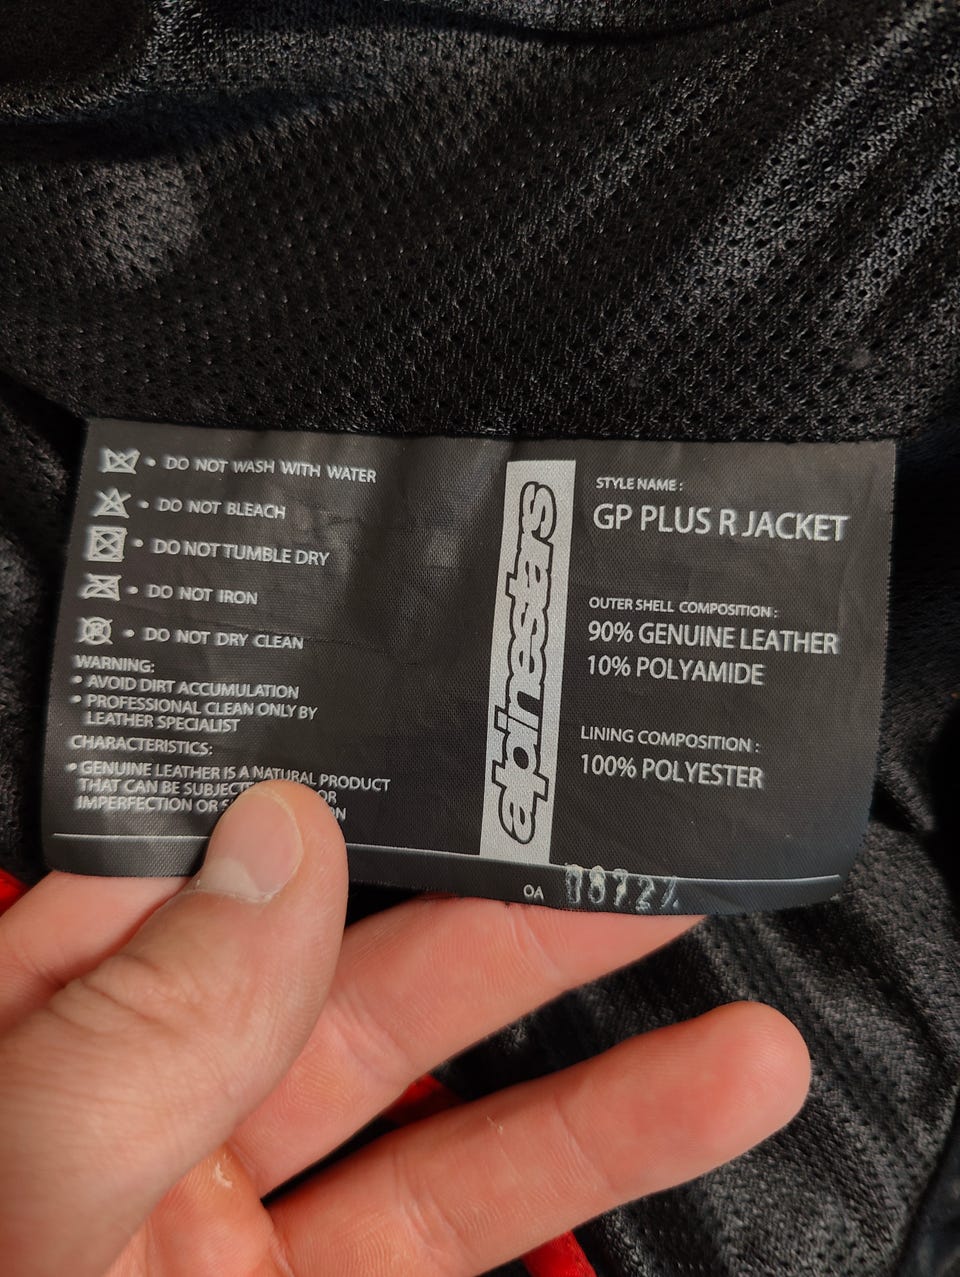 • DO NOT WASH WITH WATER
• DO NOT BLEACH
• DO NOT TUMBLE DRY
• DO NOT IRON
• DO NOT DRY CLEAN
WARNING:
• AVOID DIRT ACCUMULATION
• PROFESSIONAL CLEAN ONLY BY
LEATHER SPECIALIST
CHARACTERISTICS:
• GENUINE LEATHER IS A NATURAL PRODUCT
THAT CAN BE
IMPERFECTION OR
alpinestars
STYLE NAME :
GP PLUS R JACKET
OUTER SHELL COMPOSITION :
90% GENUINE LEATHER
10% POLYAMIDE
LINING COMPOSITION :
100% POLYESTER
OA